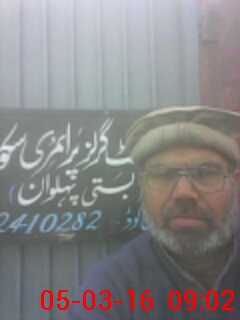 ٹ گرلز پرائمری سکو
بستی پہلوان (
2410282
05-03-16 09:02